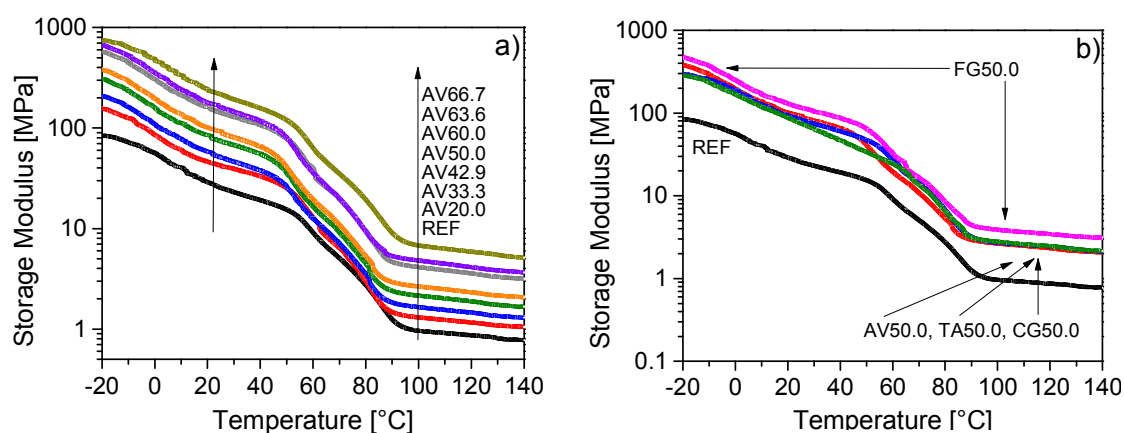 a)
Storage Modulus [MPa]
1000
100
10
1
AV66.7
AV63.6
AV60.0
AV50.0
AV42.9
AV33.3
AV20.0
REF
-20 0 20 40 60 80 100 120 140
Temperature [°C]
b)
Storage Modulus [MPa]
1000
100
10
1
0.1
FG50.0
REF
AV50.0, TA50.0, CG50.0
-20 0 20 40 60 80 100 120 140
Temperature [°C]